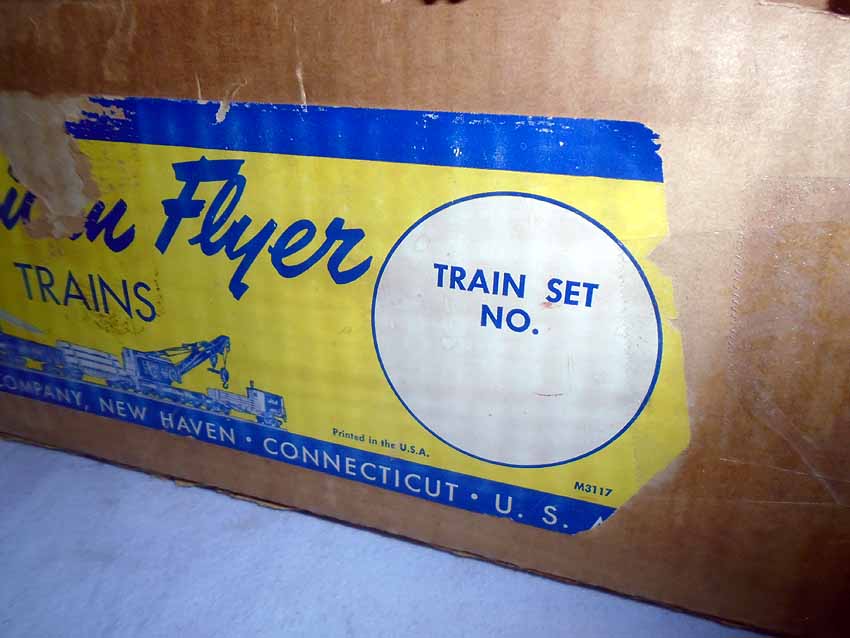 Flyer
TRAINS
TRAIN SET
NO.
COMPANY, NEW HAVEN • CONNECTICUT • U. S.
Printed in the U.S.A.
M3117